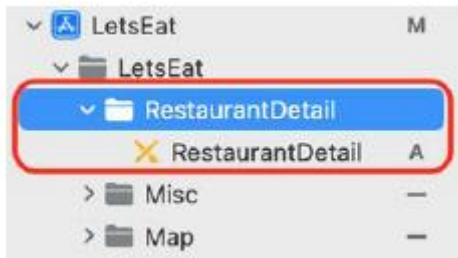 LetsEat M
LetsEat
RestaurantDetail
RestaurantDetail A
Misc
Map